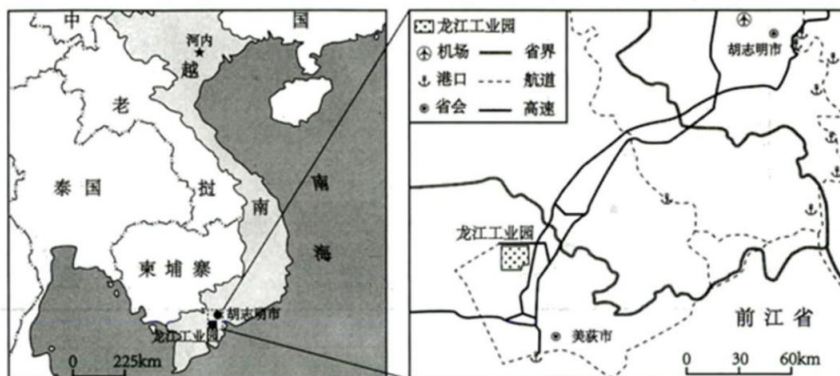 中
国
河内
★
越
老
挝
泰国
南
南
海
柬埔寨
胡志明市
龙江工业园
0 225km
龙江工业园
机场 省界
港口 航道
省会 高速
胡志明市
龙江工业园
前江省
美荻市
0 30 60km